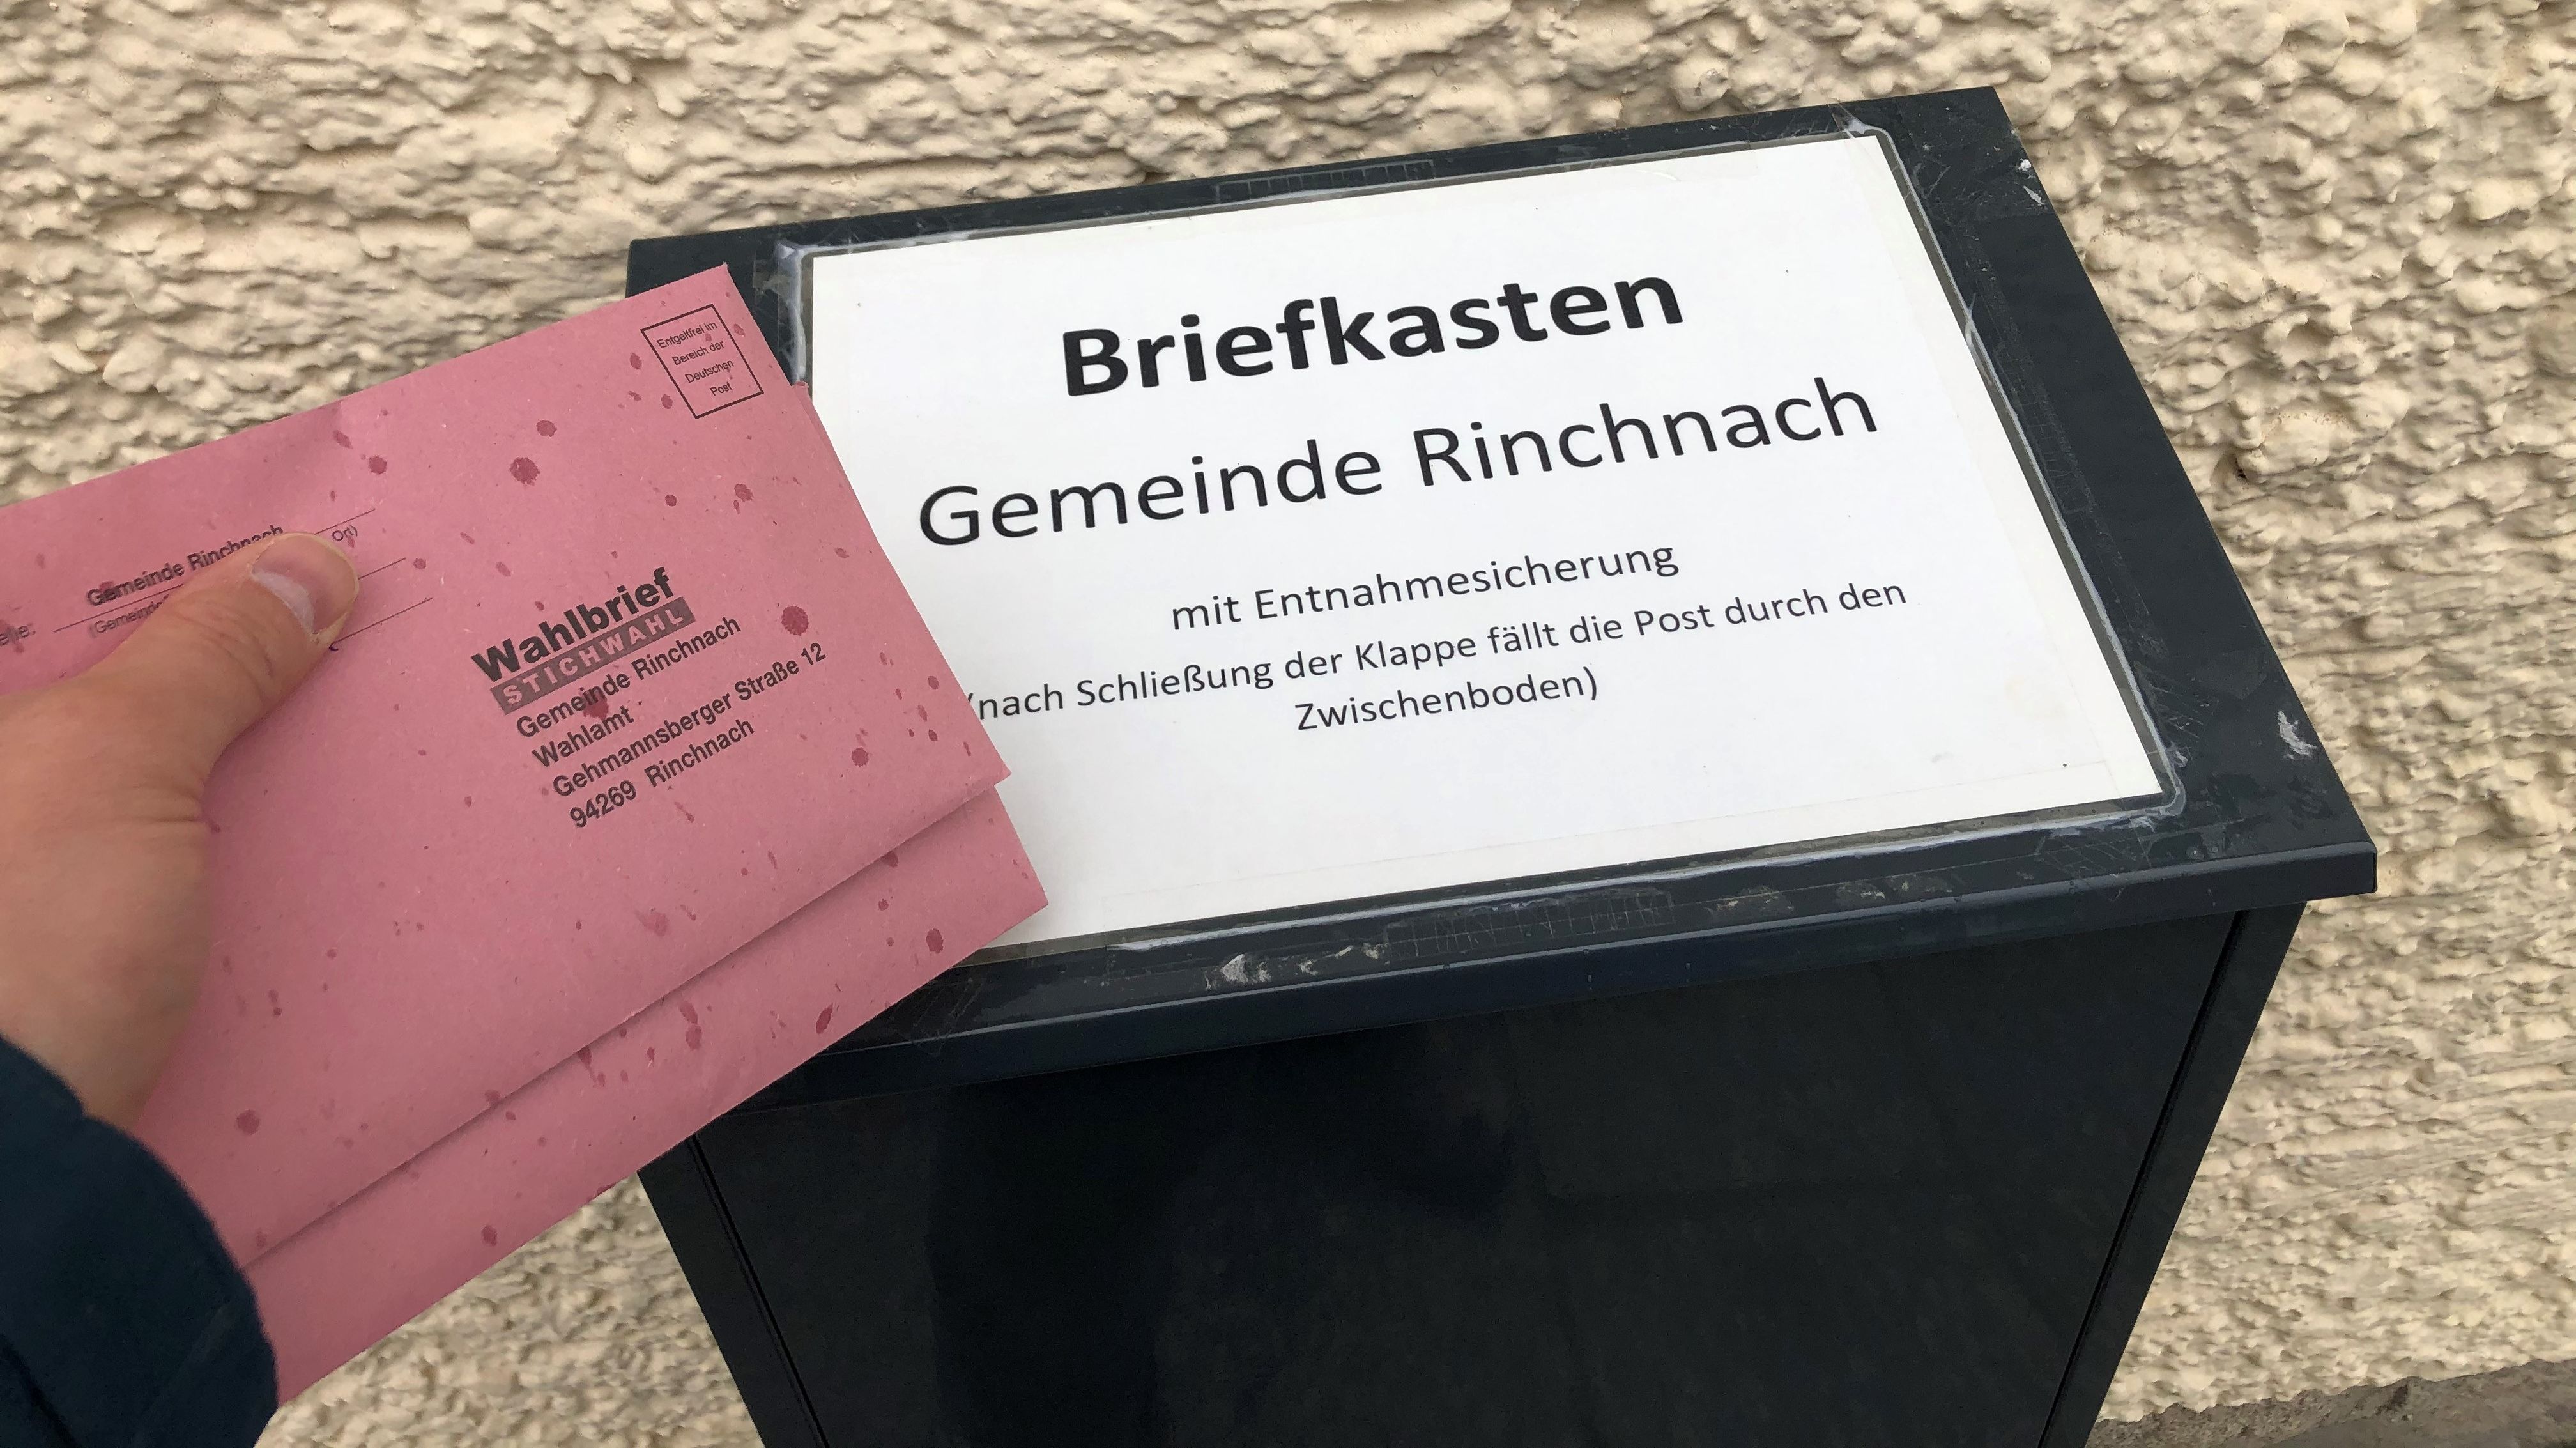 Briefkasten
Gemeinde Rinchnach
mit Entnahmesicherung
(nach Schließung der Klappe fällt die Post durch den
Zwischenboden)
Entgeltfrei im
Bereich der
Deutschen
Post
Gemeinde Rinchnach
Ort)
Wahlbrief
STICHWAHL
Gemeinde Rinchnach
Wahlamt
Gehmannsberger Straße 12
94269 Rinchnach